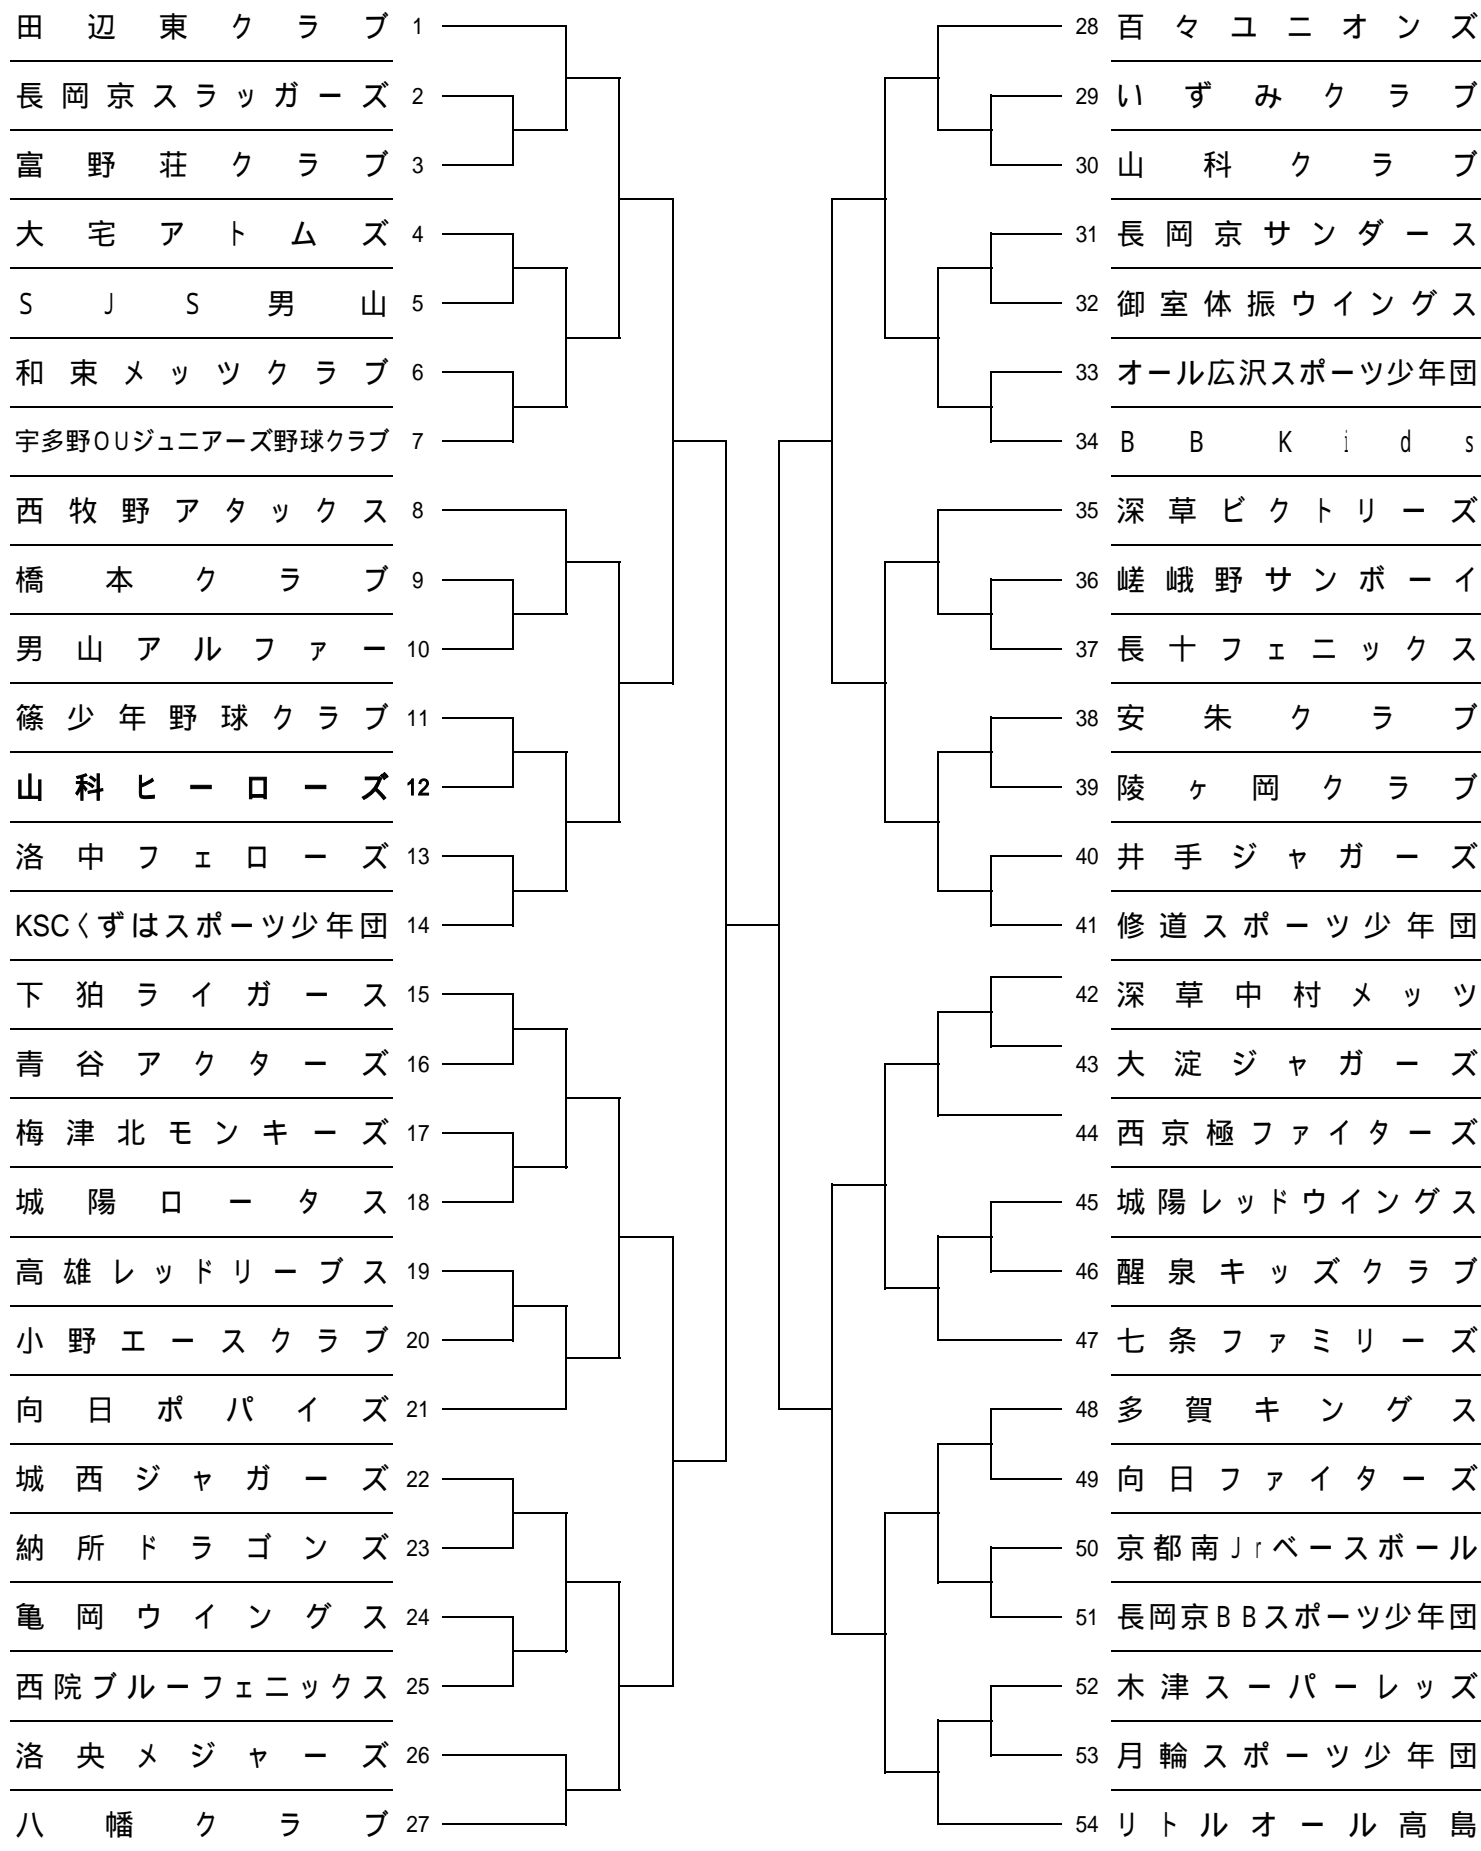 田辺東クラブ 1
長岡京スラッガーズ 2
富野荘クラブ 3
大宅アトムズ 4
SJS男山 5
和東メッツクラブ 6
宇多野OUジュニアーズ野球クラブ 7
西牧野アタックス 8
橋本クラブ 9
男山アルファー 10
篠少年野球クラブ 11
山科ヒーローズ 12
洛中フェローズ 13
KSCくずはスポーツ少年団 14
下狛ライガース 15
青谷アクターズ 16
梅津北モンキーズ 17
城陽ロータス 18
高雄レッドリーブス 19
小野エースクラブ 20
向日ポパイズ 21
城西ジャガーズ 22
納所ドラゴンズ 23
亀岡ウイングス 24
西院ブルーフェニックス 25
洛央メジャーズ 26
八幡クラブ 27
28 百々ユニオンズ
29 いずみクラブ
30 山科クラブ
31 長岡京サンダース
32 御室体振ウイングス
33 オール広沢スポーツ少年団
34 BB Kids
35 深草ビクトリーズ
36 嵯峨野サンボーイ
37 長十フェニックス
38 安朱クラブ
39 陵ヶ岡クラブ
40 井手ジャガーズ
41 修道スポーツ少年団
42 深草中村メッツ
43 大淀ジャガーズ
44 西京極ファイターズ
45 城陽レッドウイングス
46 醒泉キッズクラブ
47 七条ファミリーズ
48 多賀キングス
49 向日ファイターズ
50 京都南Jrベースボール
51 長岡京BBスポーツ少年団
52 木津スーパーレッズ
53 月輪スポーツ少年団
54 リトルオール高島